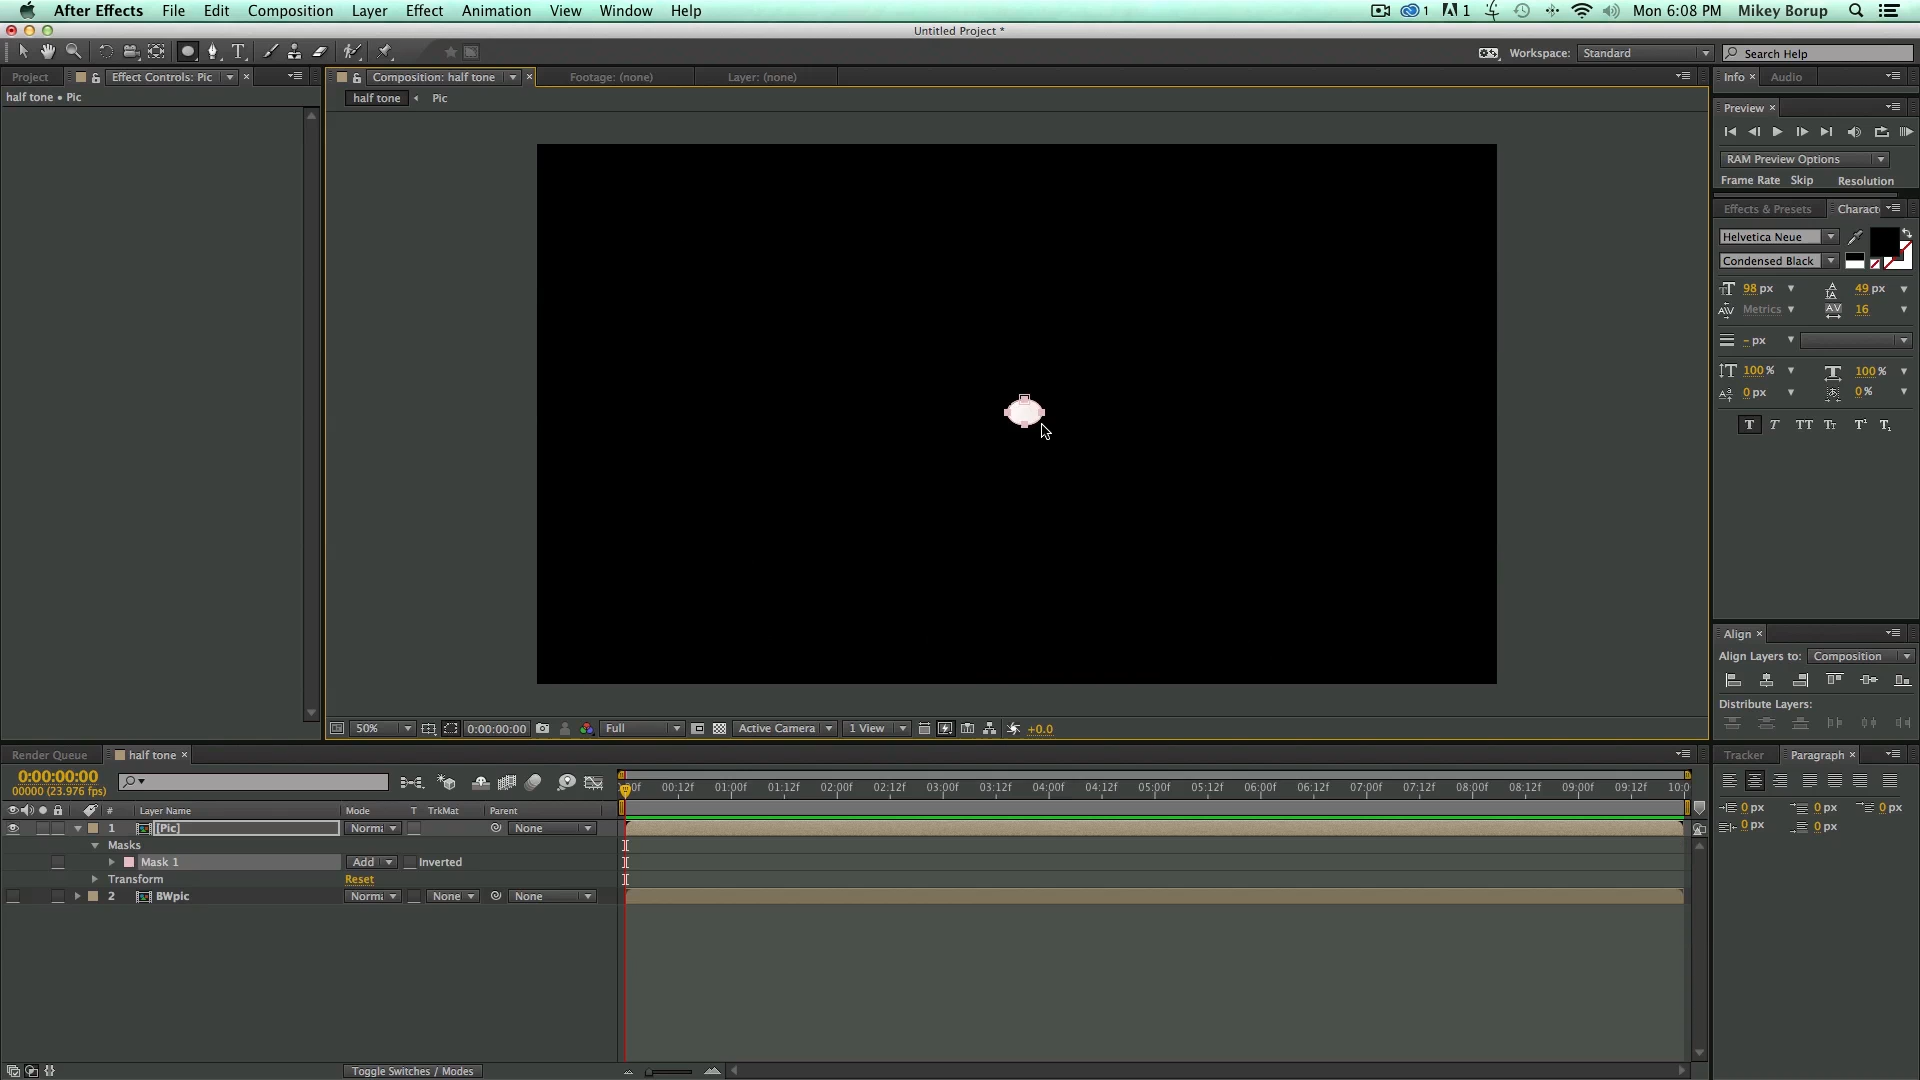 After Effects File Edit Composition Layer Effect Animation View Window Help 1 1 Mon 6:08 PM Mikey Borup
Untitled Project *
Workspace: Standard Search Help
Project Effect Controls: Pic Composition: half tone Footage: (none) Layer: (none) Info Audio
half tone • Pic
half tone Pic
Preview
RAM Preview Options
Frame Rate Skip Resolution
Effects & Presets Charact
Helvetica Neue
Condensed Black
98 px 49 px
Metrics 16
- px
100 % 100 %
0 px 0 %
T T TT Tr T¹ T₁
Align
Align Layers to: Composition
Distribute Layers:
50% 0:00:00:00 Full Active Camera 1 View +0.0
Render Queue half tone Tracker Paragraph
0:00:00:00
00000 (23.976 fps)
00f 00:12f 01:00f 01:12f 02:00f 02:12f 03:00f 03:12f 04:00f 04:12f 05:00f 05:12f 06:00f 06:12f 07:00f 07:12f 08:00f 08:12f 09:00f 09:12f 10:0
# Layer Name Mode T TrkMat Parent
0 px 0 px 0 px
0 px 0 px
1 [Pic] Norma None
Masks
Mask 1 Add Inverted
Transform Reset
2 BWpic Norma None None
Toggle Switches / Modes